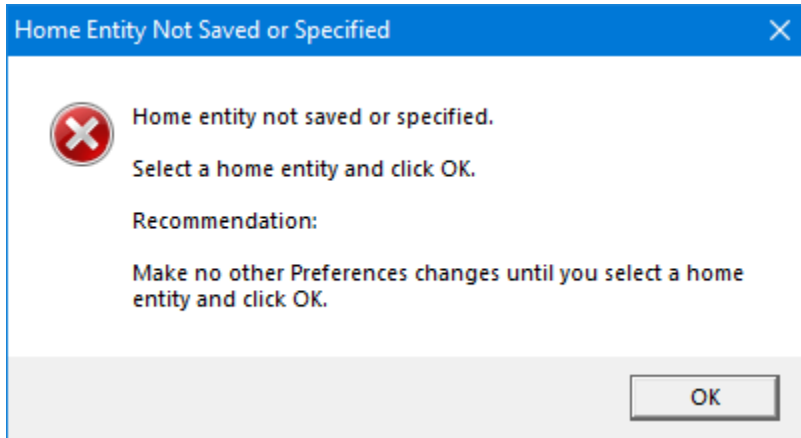 Home Entity Not Saved or Specified
Home entity not saved or specified.
Select a home entity and click OK.
Recommendation:
Make no other Preferences changes until you select a home
entity and click OK.
OK